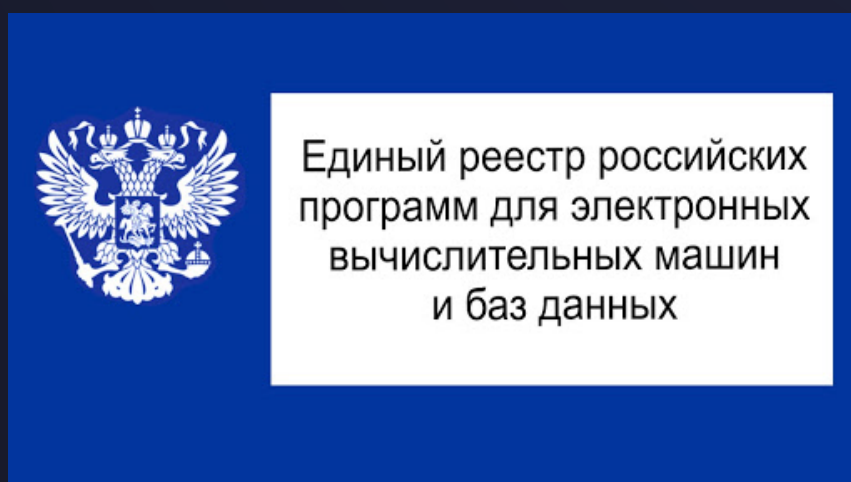 Единый реестр российских
программ для электронных
вычислительных машин
и баз данных